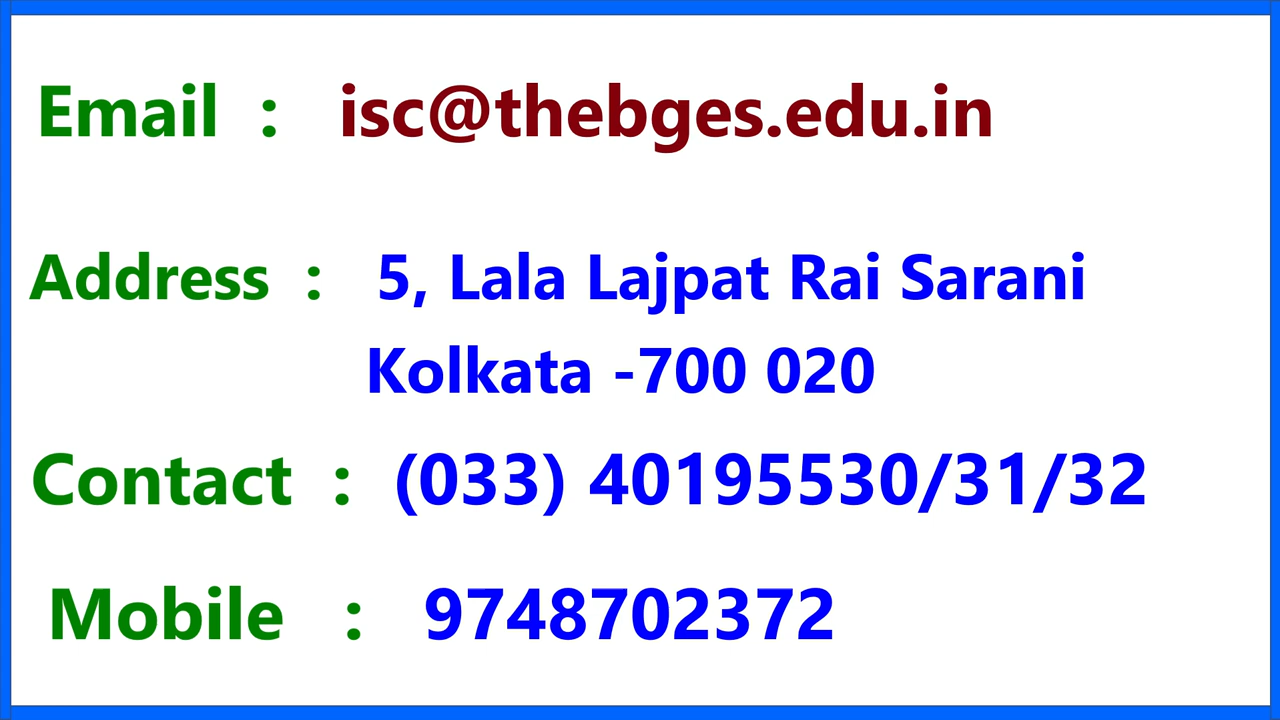 Email : isc@thebges.edu.in
Address : 5, Lala Lajpat Rai Sarani
Kolkata -700 020
Contact : (033) 40195530/31/32
Mobile : 9748702372